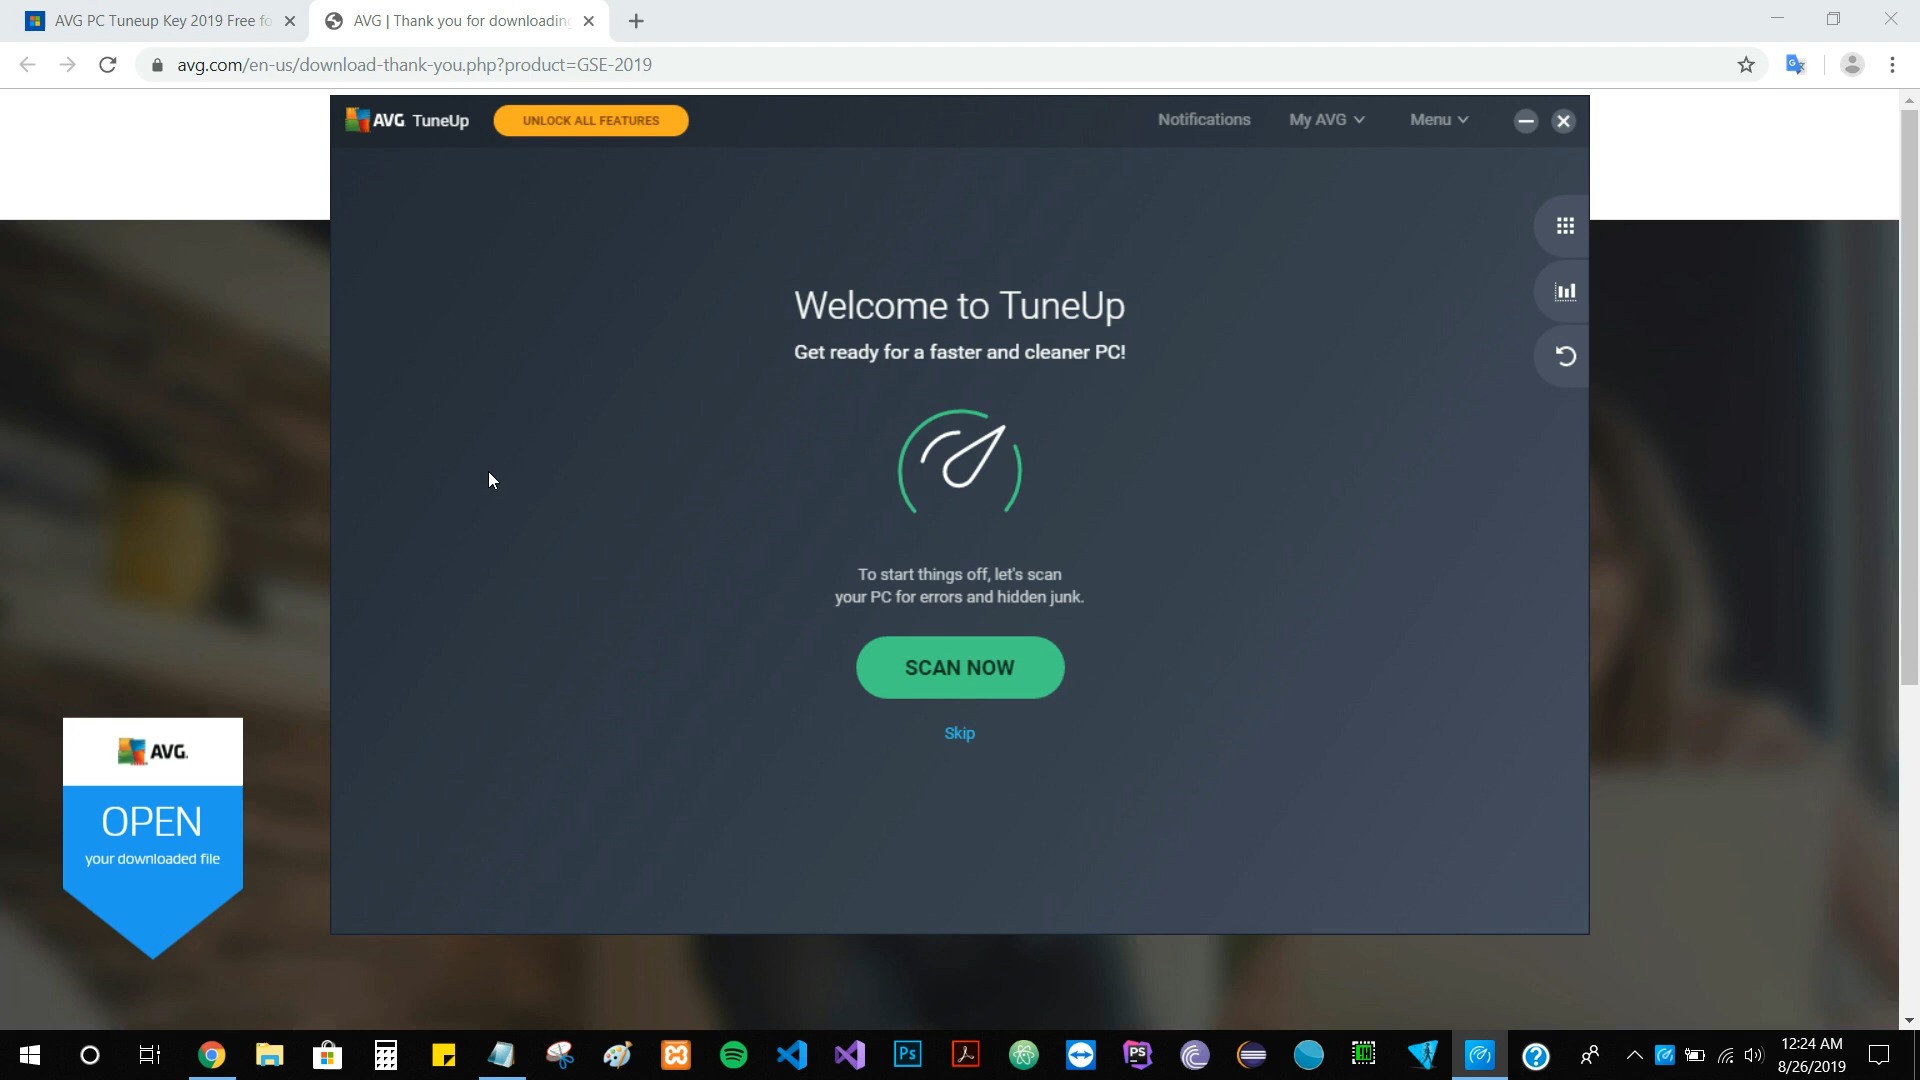 AVG PC Tuneup Key 2019 Free fo
AVG | Thank you for downloading
avg.com/en-us/download-thank-you.php?product=GSE-2019
AVG TuneUp
UNLOCK ALL FEATURES
Notifications
My AVG
Menu
Welcome to TuneUp
Get ready for a faster and cleaner PC!
To start things off, let's scan
your PC for errors and hidden junk.
SCAN NOW
Skip
AVG.
OPEN
your downloaded file
Ps
PS
12:24 AM
8/26/2019